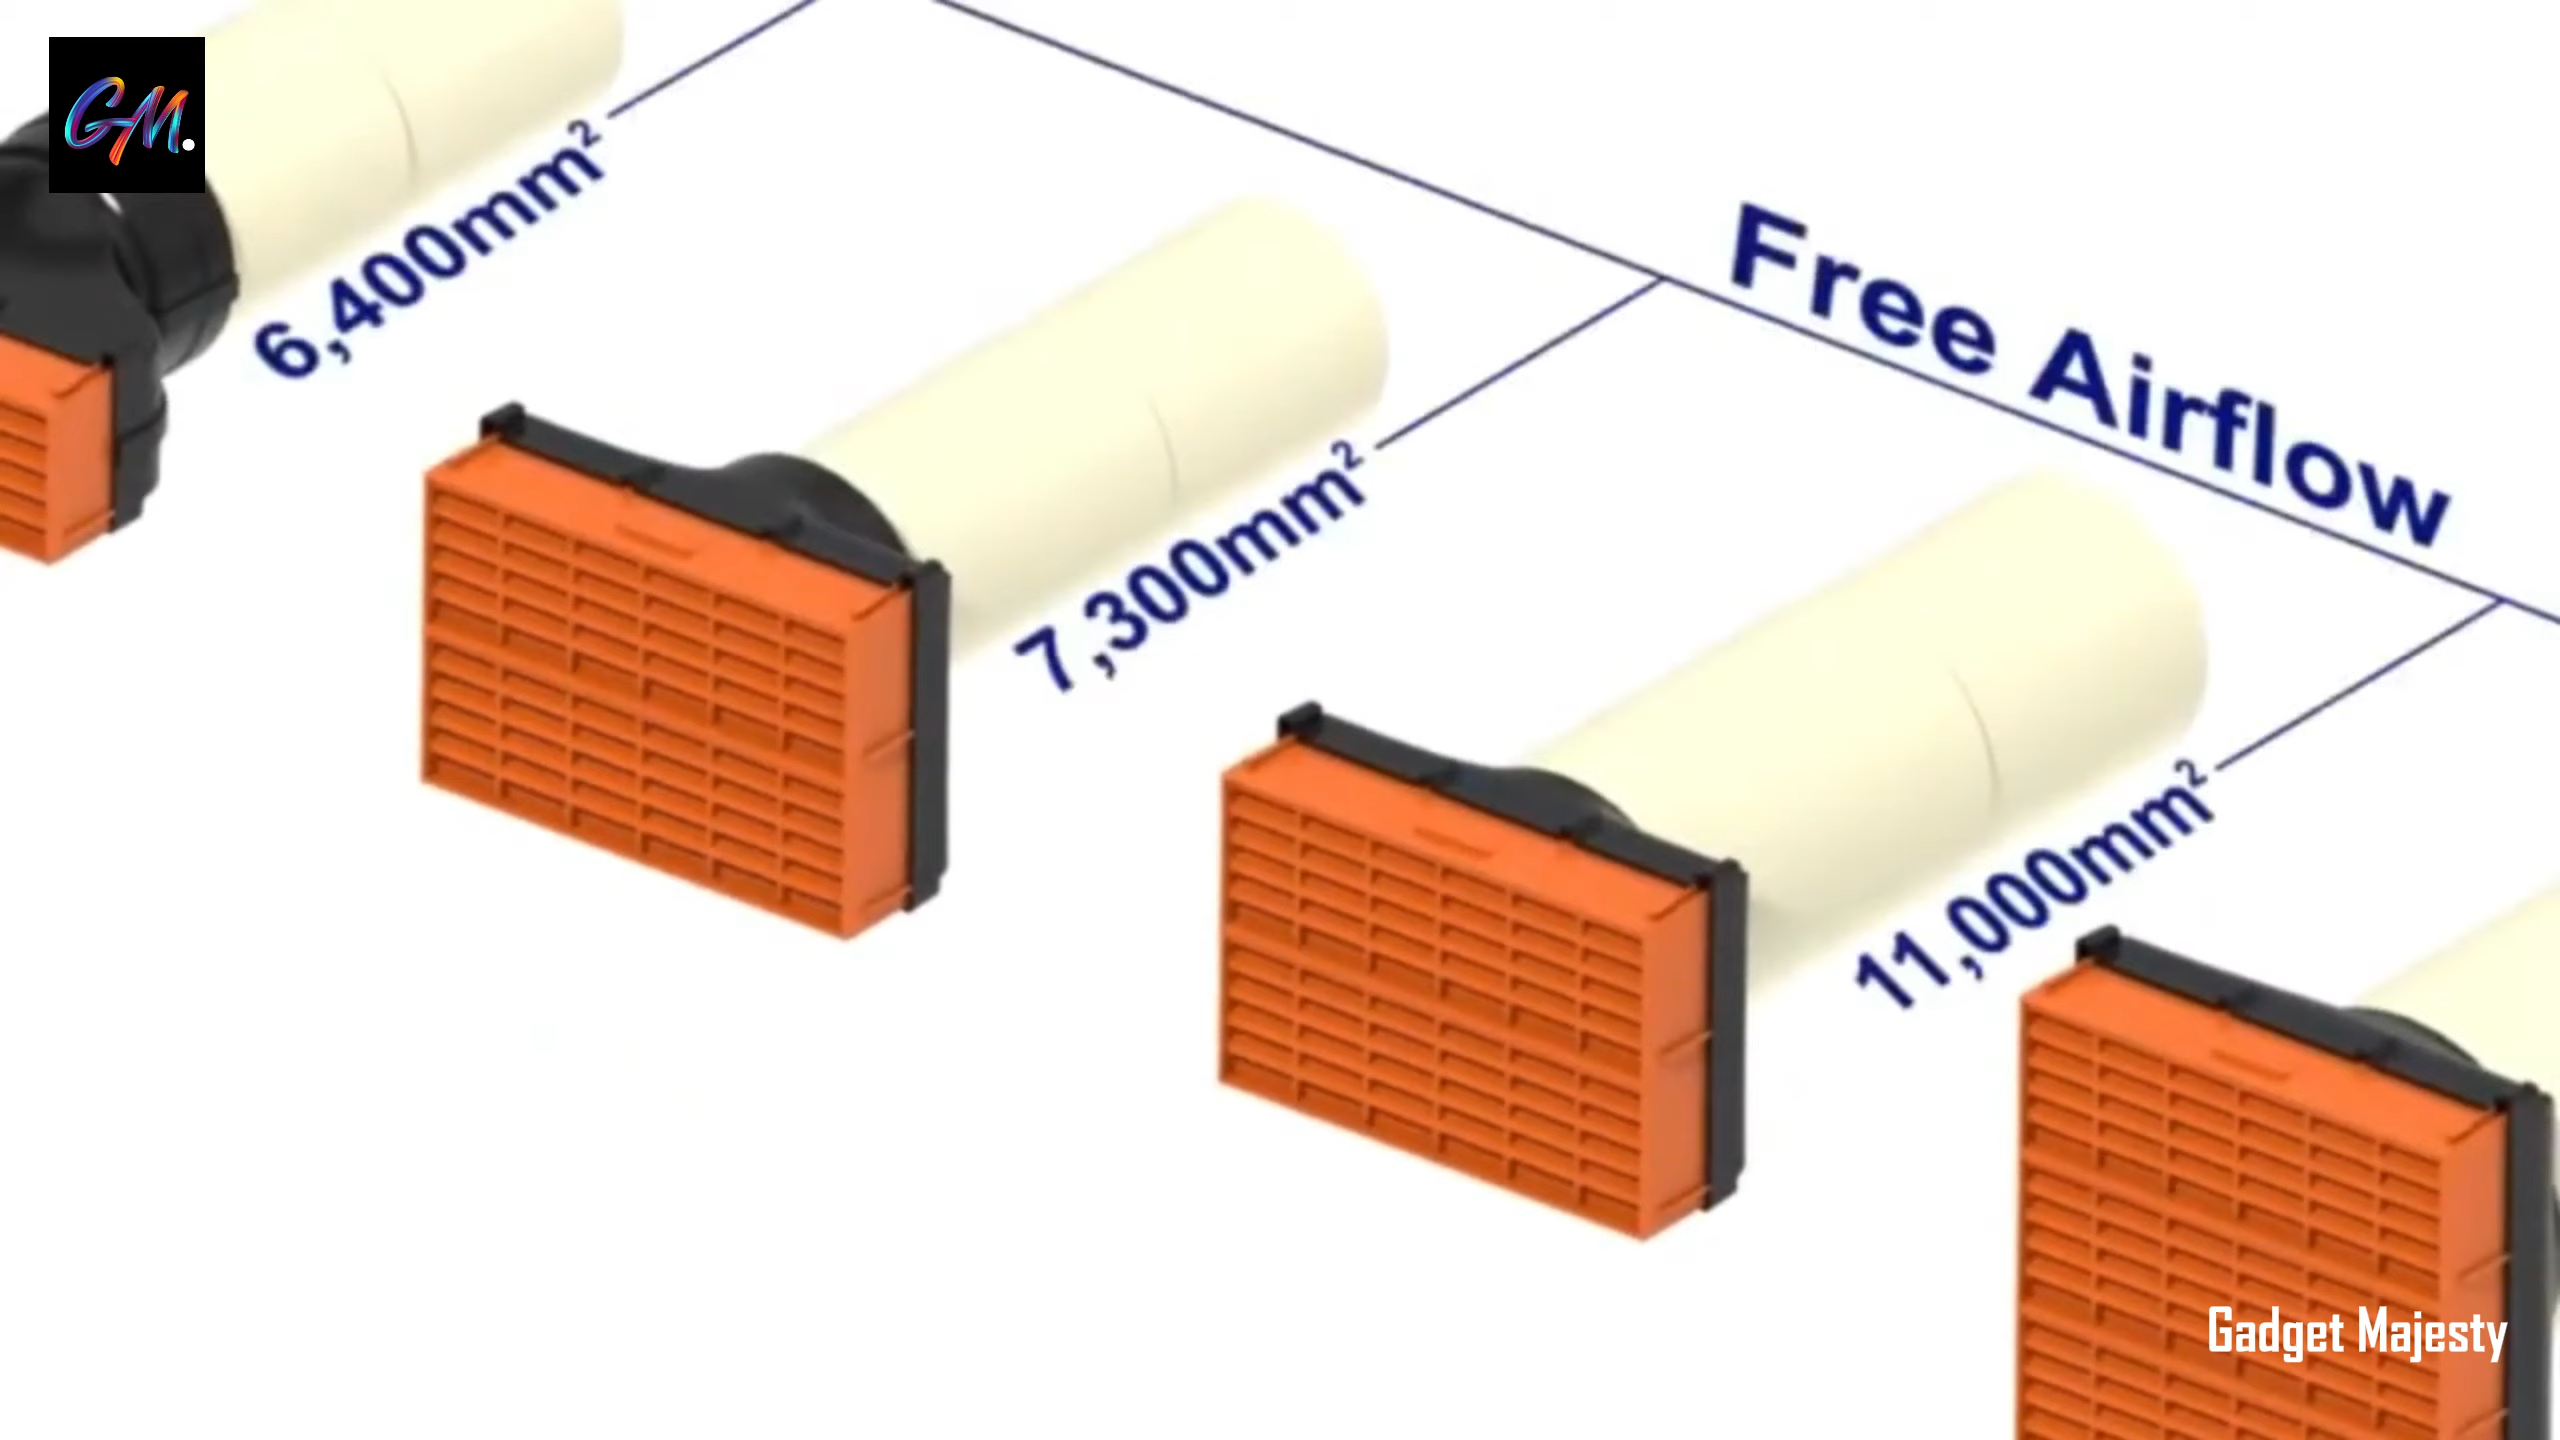 GM.
6,400mm²
Free Airflow
7,300mm²
11,000mm²
Gadget Majesty